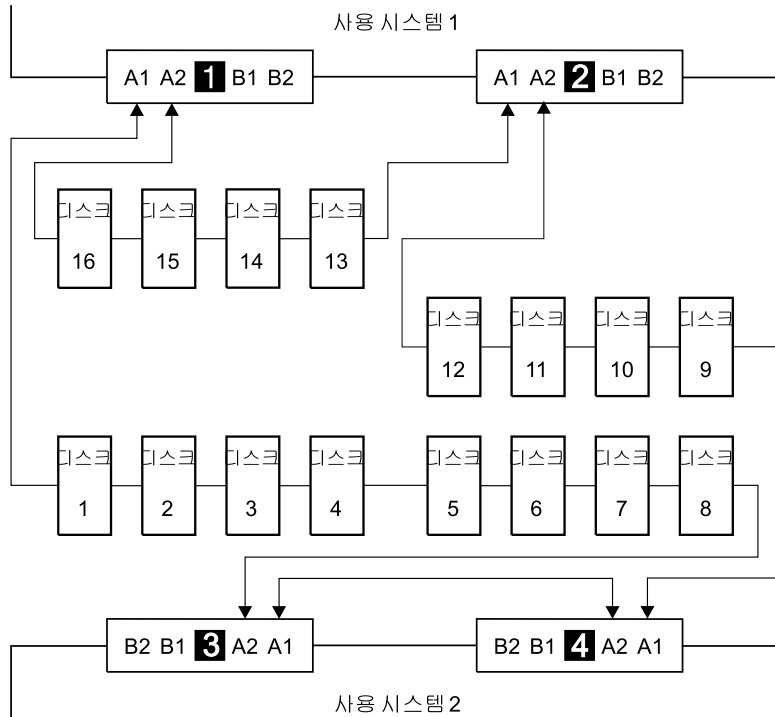 사용 시스템 1
A1 A2 1 B1 B2
A1 A2 2 B1 B2
디스크 디스크 디스크 디스크
16 15 14 13
디스크 디스크 디스크 디스크
12 11 10 9
디스크 디스크 디스크 디스크 디스크 디스크 디스크 디스크
1 2 3 4 5 6 7 8
B2 B1 3 A2 A1
B2 B1 4 A2 A1
사용 시스템 2